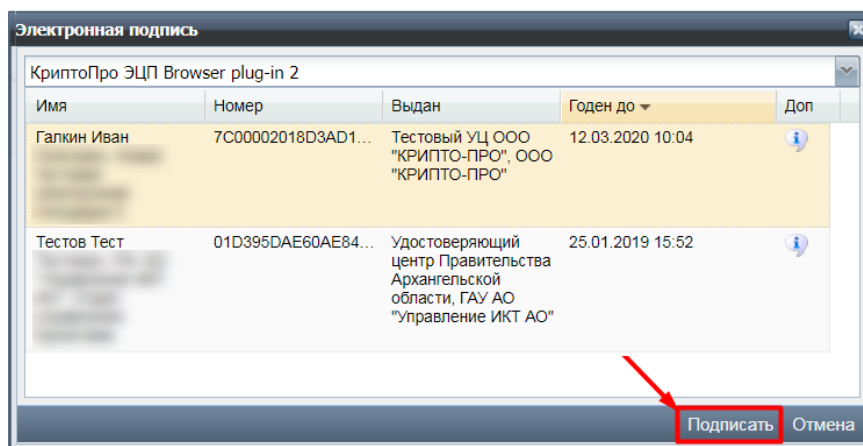 Электронная подпись
КриптоПро ЭЦП Browser plug-in 2
Имя Номер Выдан Годен до Доп
Галкин Иван 7C00002018D3AD1... Тестовый УЦ ООО 12.03.2020 10:04
"КРИПТО-ПРО", ООО
"КРИПТО-ПРО"
Тестов Тест 01D395DAE60AE84... Удостоверяющий 25.01.2019 15:52
центр Правительства
Архангельской
области, ГАУ АО
"Управление ИКТ АО"
Подписать Отмена